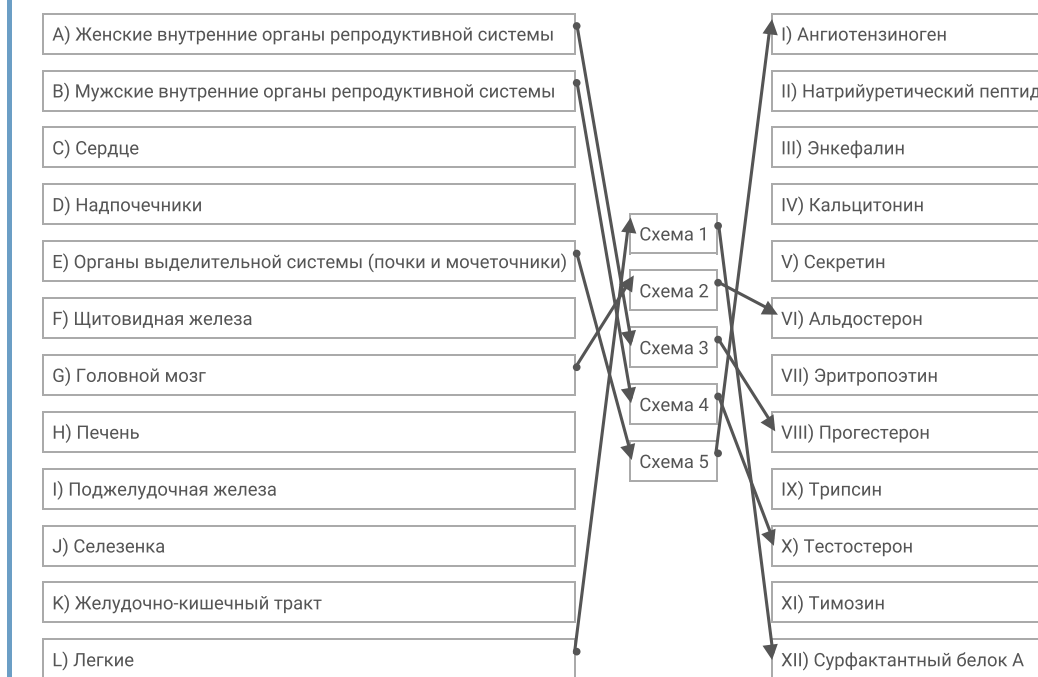 A) Женские внутренние органы репродуктивной системы
B) Мужские внутренние органы репродуктивной системы
C) Сердце
D) Надпочечники
E) Органы выделительной системы (почки и мочеточники)
F) Щитовидная железа
G) Головной мозг
H) Печень
I) Поджелудочная железа
J) Селезенка
K) Желудочно-кишечный тракт
L) Легкие
Схема 1
Схема 2
Схема 3
Схема 4
Схема 5
I) Ангиотензиноген
II) Натрийуретический пептид
III) Энкефалин
IV) Кальцитонин
V) Секретин
VI) Альдостерон
VII) Эритропоэтин
VIII) Прогестерон
IX) Трипсин
X) Тестостерон
XI) Тимозин
XII) Сурфактантный белок А